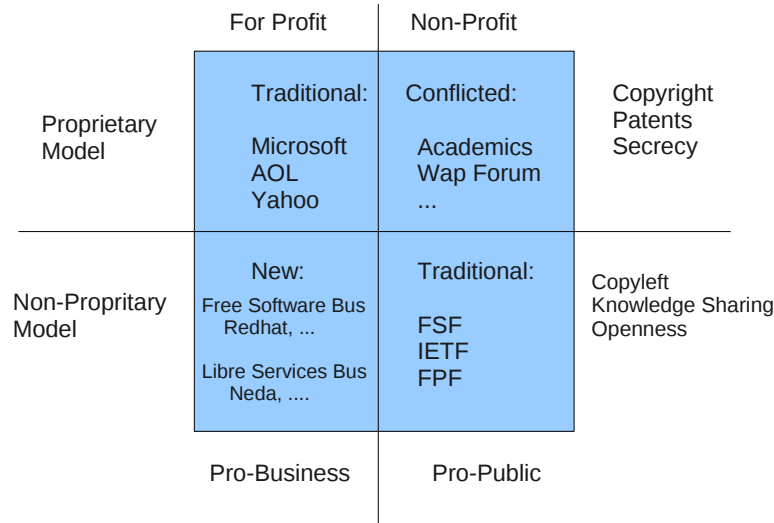 For Profit
Non-Profit
Proprietary
Model
Traditional:
Microsoft
AOL
Yahoo
Conflicted:
Academics
Wap Forum
...
Copyright
Patents
Secrecy
Non-Propritary
Model
New:
Free Software Bus
Redhat, ...
Libre Services Bus
Neda, ....
Traditional:
FSF
IETF
FPF
Copyleft
Knowledge Sharing
Openness
Pro-Business
Pro-Public